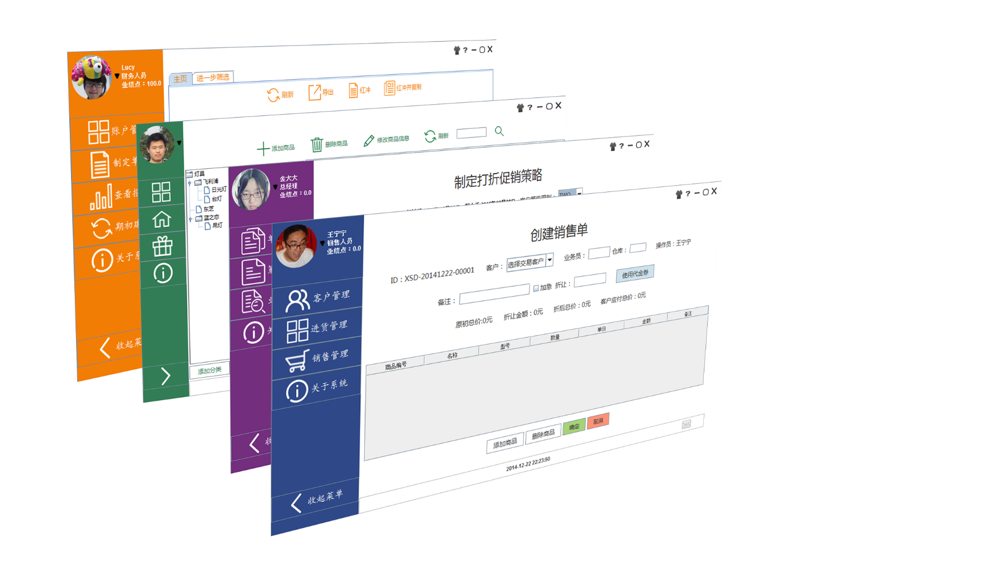 Lucy
财务人员
业绩点：100.0
主页
进一步筛选
刷新
导出
红冲
红冲并复制
账户管
制定单
查看报
期初建
关于系
收起菜
添加商品
删除商品
修改商品信息
刷新
灯具
飞利浦
日光灯
台灯
东芝
蓝之恋
吊灯
添加分类
金大大
总经理
业绩点：0.0
制定打折促销策略
客户等级限制：
TWO
王宁宁
销售人员
业绩点：0.0
客户管理
进货管理
销售管理
关于系统
收起菜单
创建销售单
ID：XSD-20141222-00001
客户：
选择交易客户
业务员：
仓库：
操作员：王宁宁
备注：
加急
折让：
使用代金券
原初总价:0元
折让金额：0元
折后总价：0元
客户应付总价：0元
商品编号
名称
型号
数量
单价
金额
备注
添加商品
删除商品
确定
取消
2014-12-22 22:23:50